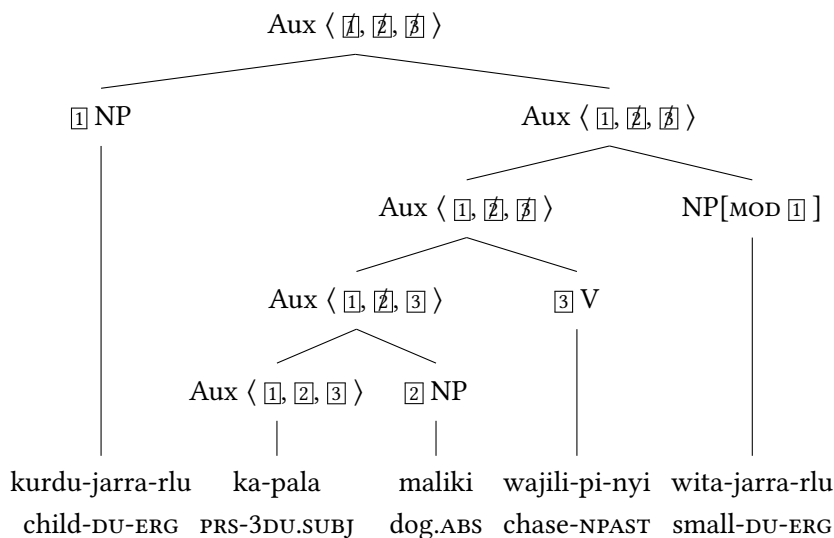 Aux ⟨ 1̸, 2̸, 3̸ ⟩
1 NP Aux ⟨ 1, 2̸, 3̸ ⟩
Aux ⟨ 1, 2̸, 3̸ ⟩ NP[MOD 1 ]
Aux ⟨ 1, 2̸, 3 ⟩ 3 V
Aux ⟨ 1, 2, 3 ⟩ 2 NP
kurdu-jarra-rlu ka-pala maliki wajili-pi-nyi wita-jarra-rlu
child-DU-ERG PRS-3DU.SUBJ dog.ABS chase-NPAST small-DU-ERG